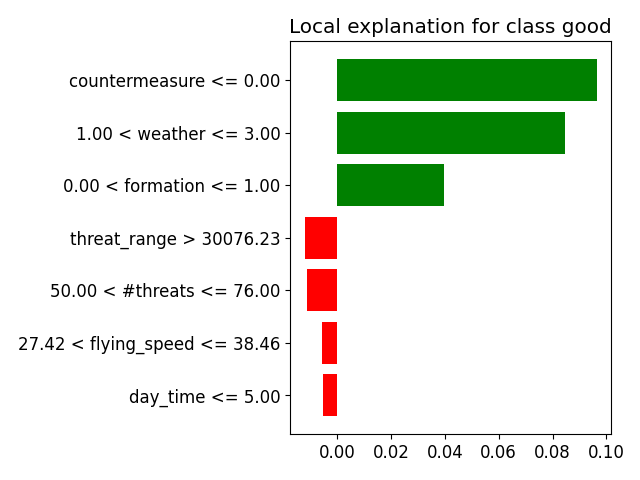 Local explanation for class good
countermeasure <= 0.00
1.00 < weather <= 3.00
0.00 < formation <= 1.00
threat_range > 30076.23
50.00 < #threats <= 76.00
27.42 < flying_speed <= 38.46
day_time <= 5.00
0.00 0.02 0.04 0.06 0.08 0.10